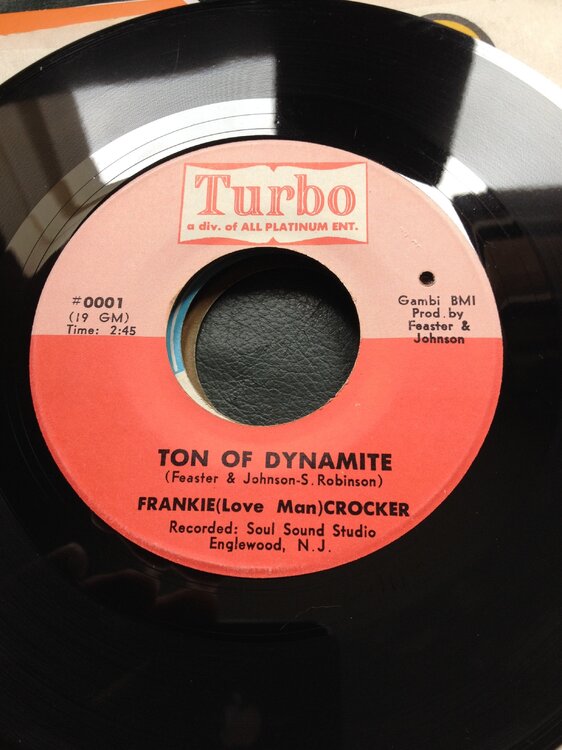 Turbo
a div. of ALL PLATINUM ENT.
#0001
(19 GM)
Time: 2:45
Gambi BMI
Prod. by
Feaster &
Johnson
TON OF DYNAMITE
(Feaster & Johnson-S. Robinson)
FRANKIE(Love Man)CROCKER
Recorded: Soul Sound Studio
Englewood, N.J.